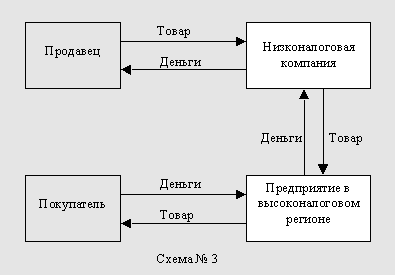 Товар
Продавец
Низконалоговая
компания
Деньги
Деньги
Товар
Деньги
Покупатель
Предприятие в
высоконалоговом
регионе
Товар
Схема № 3